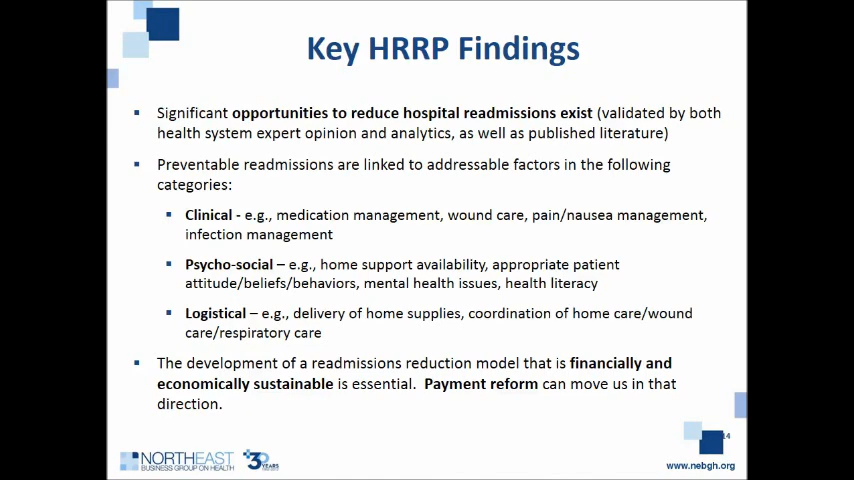 Key HRRP Findings
Significant opportunities to reduce hospital readmissions exist (validated by both
health system expert opinion and analytics, as well as published literature)
Preventable readmissions are linked to addressable factors in the following
categories:
Clinical - e.g., medication management, wound care, pain/nausea management,
infection management
Psycho-social – e.g., home support availability, appropriate patient
attitude/beliefs/behaviors, mental health issues, health literacy
Logistical – e.g., delivery of home supplies, coordination of home care/wound
care/respiratory care
The development of a readmissions reduction model that is financially and
economically sustainable is essential.  Payment reform can move us in that
direction.
14
NORTHEAST
BUSINESS GROUP ON HEALTH
+30
YEARS
www.nebgh.org